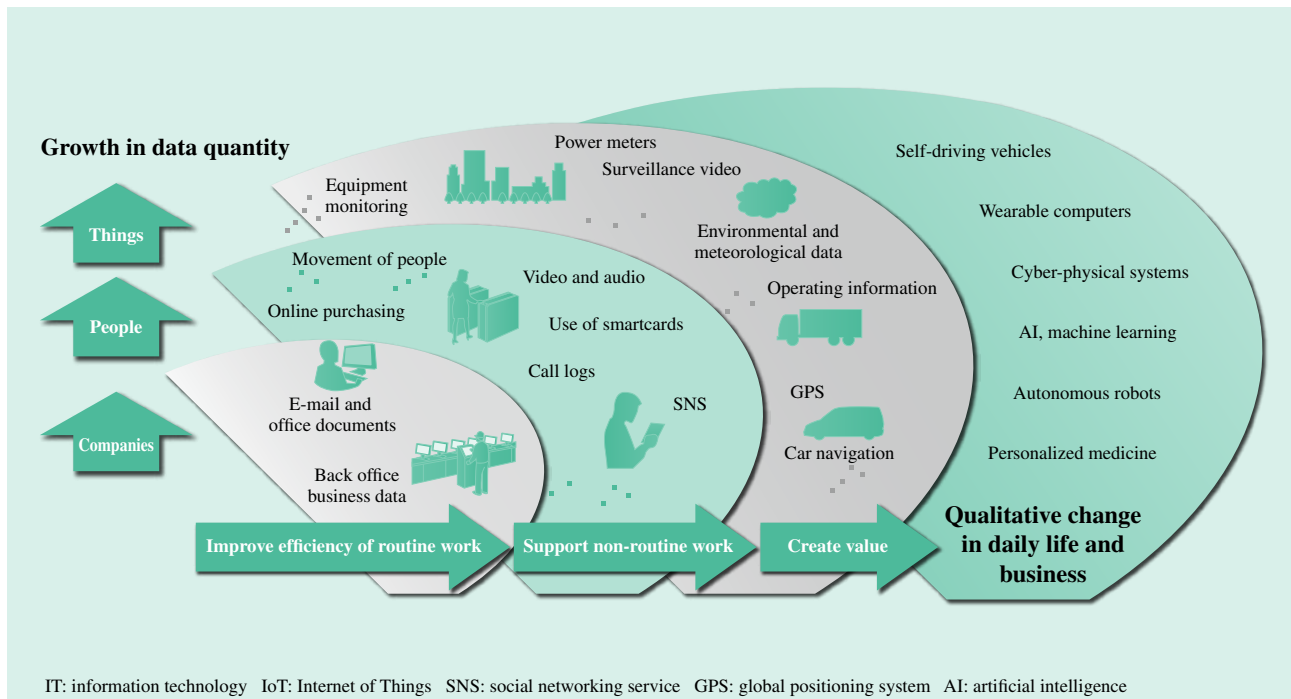 Growth in data quantity
Things
People
Companies
Power meters
Surveillance video
Equipment
monitoring
Environmental and
meteorological data
Operating information
GPS
Car navigation
Movement of people
Online purchasing
Video and audio
Use of smartcards
Call logs
SNS
E-mail and
office documents
Back office
business data
Self-driving vehicles
Wearable computers
Cyber-physical systems
AI, machine learning
Autonomous robots
Personalized medicine
Improve efficiency of routine work
Support non-routine work
Create value
Qualitative change
in daily life and
business
IT: information technology IoT: Internet of Things SNS: social networking service GPS: global positioning system AI: artificial intelligence